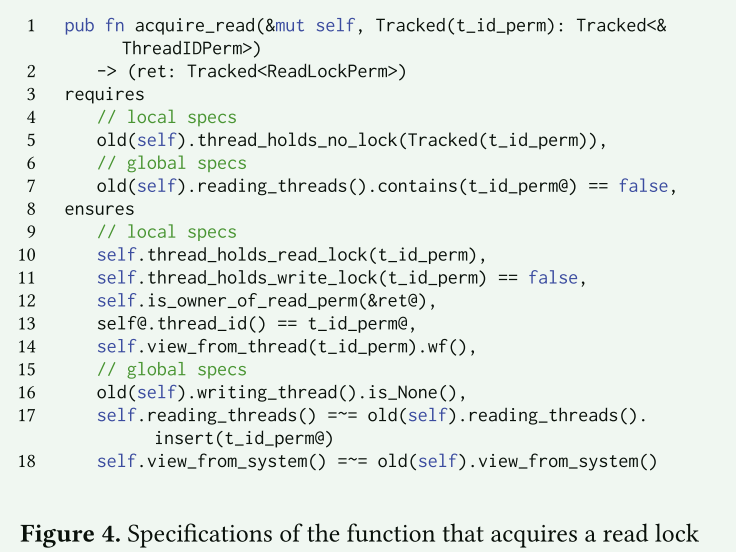 1 pub fn acquire_read(&mut self, Tracked(t_id_perm): Tracked<&
ThreadIDPerm>)
2 -> (ret: Tracked<ReadLockPerm>)
3 requires
4 // local specs
5 old(self).thread_holds_no_lock(Tracked(t_id_perm)),
6 // global specs
7 old(self).reading_threads().contains(t_id_perm@) == false,
8 ensures
9 // local specs
10 self.thread_holds_read_lock(t_id_perm),
11 self.thread_holds_write_lock(t_id_perm) == false,
12 self.is_owner_of_read_perm(&ret@),
13 self@.thread_id() == t_id_perm@,
14 self.view_from_thread(t_id_perm).wf(),
15 // global specs
16 old(self).writing_thread().is_None(),
17 self.reading_threads() =~= old(self).reading_threads().
insert(t_id_perm@)
18 self.view_from_system() =~= old(self).view_from_system()
Figure 4. Specifications of the function that acquires a read lock